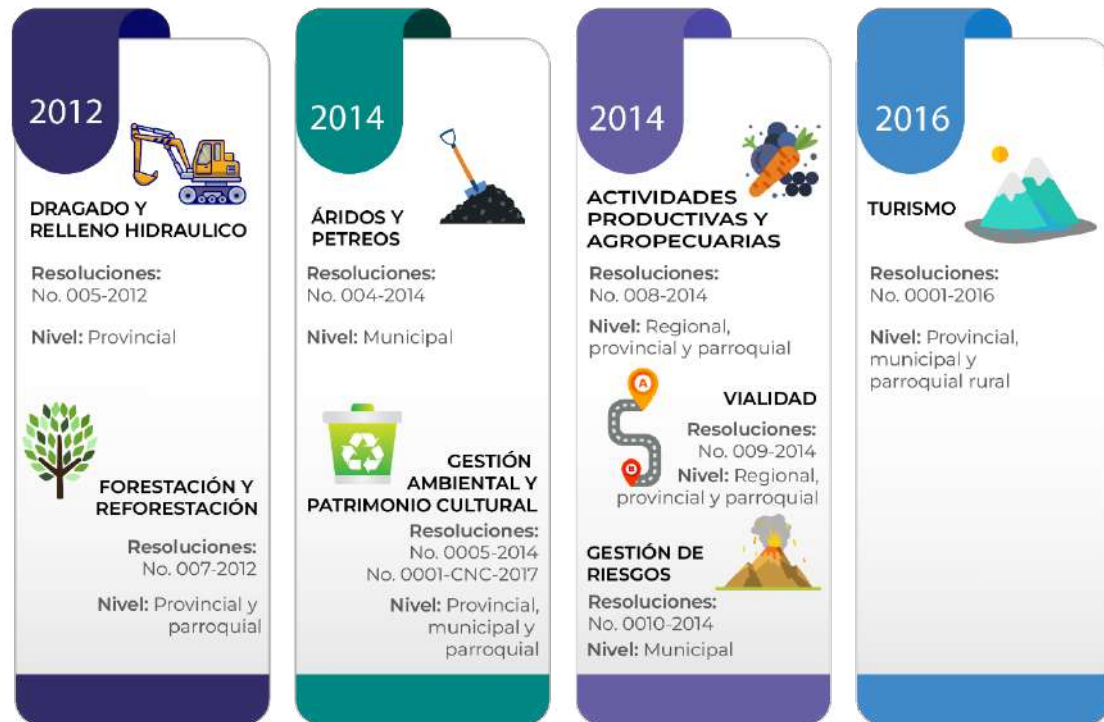 2012
DRAGADO Y
RELLENO HIDRAULICO
Resoluciones:
No. 005-2012
Nivel: Provincial
FORESTACIÓN Y
REFORESTACIÓN
Resoluciones:
No. 007-2012
Nivel: Provincial y
parroquial
2014
ÁRIDOS Y
PETREOS
Resoluciones:
No. 004-2014
Nivel: Municipal
GESTIÓN
AMBIENTAL Y
PATRIMONIO CULTURAL
Resoluciones:
No. 0005-2014
No. 0001-CNC-2017
Nivel: Provincial,
municipal y
parroquial
2014
ACTIVIDADES
PRODUCTIVAS Y
AGROPECUARIAS
Resoluciones:
No. 008-2014
Nivel: Regional,
provincial y parroquial
A
B
VIALIDAD
Resoluciones:
No. 009-2014
Nivel: Regional,
provincial y parroquial
GESTIÓN DE
RIESGOS
Resoluciones:
No. 0010-2014
Nivel: Municipal
2016
TURISMO
Resoluciones:
No. 0001-2016
Nivel: Provincial,
municipal y
parroquial rural